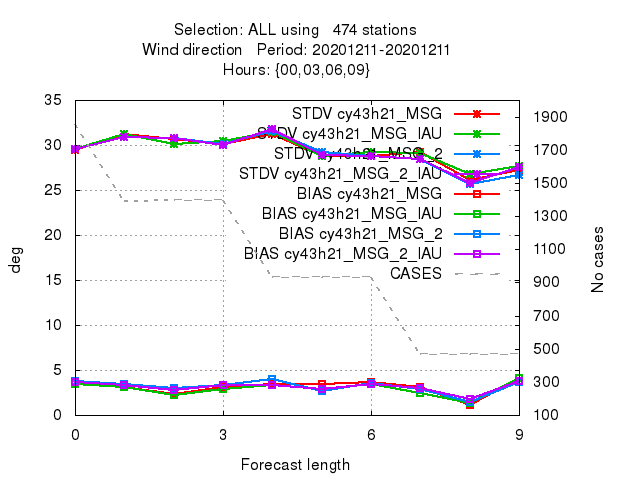 Selection: ALL using 474 stations
Wind direction Period: 20201211-20201211
Hours: {00,03,06,09}
35
30
25
20
15
10
5
0
deg
STDV cy43h21_MSG
STDV cy43h21_MSG_IAU
STDV cy43h21_MSG_2
STDV cy43h21_MSG_2_IAU
BIAS cy43h21_MSG
BIAS cy43h21_MSG_IAU
BIAS cy43h21_MSG_2
BIAS cy43h21_MSG_2_IAU
CASES
1900
1700
1500
1300
1100
900
700
500
300
100
No cases
0 3 6 9
Forecast length